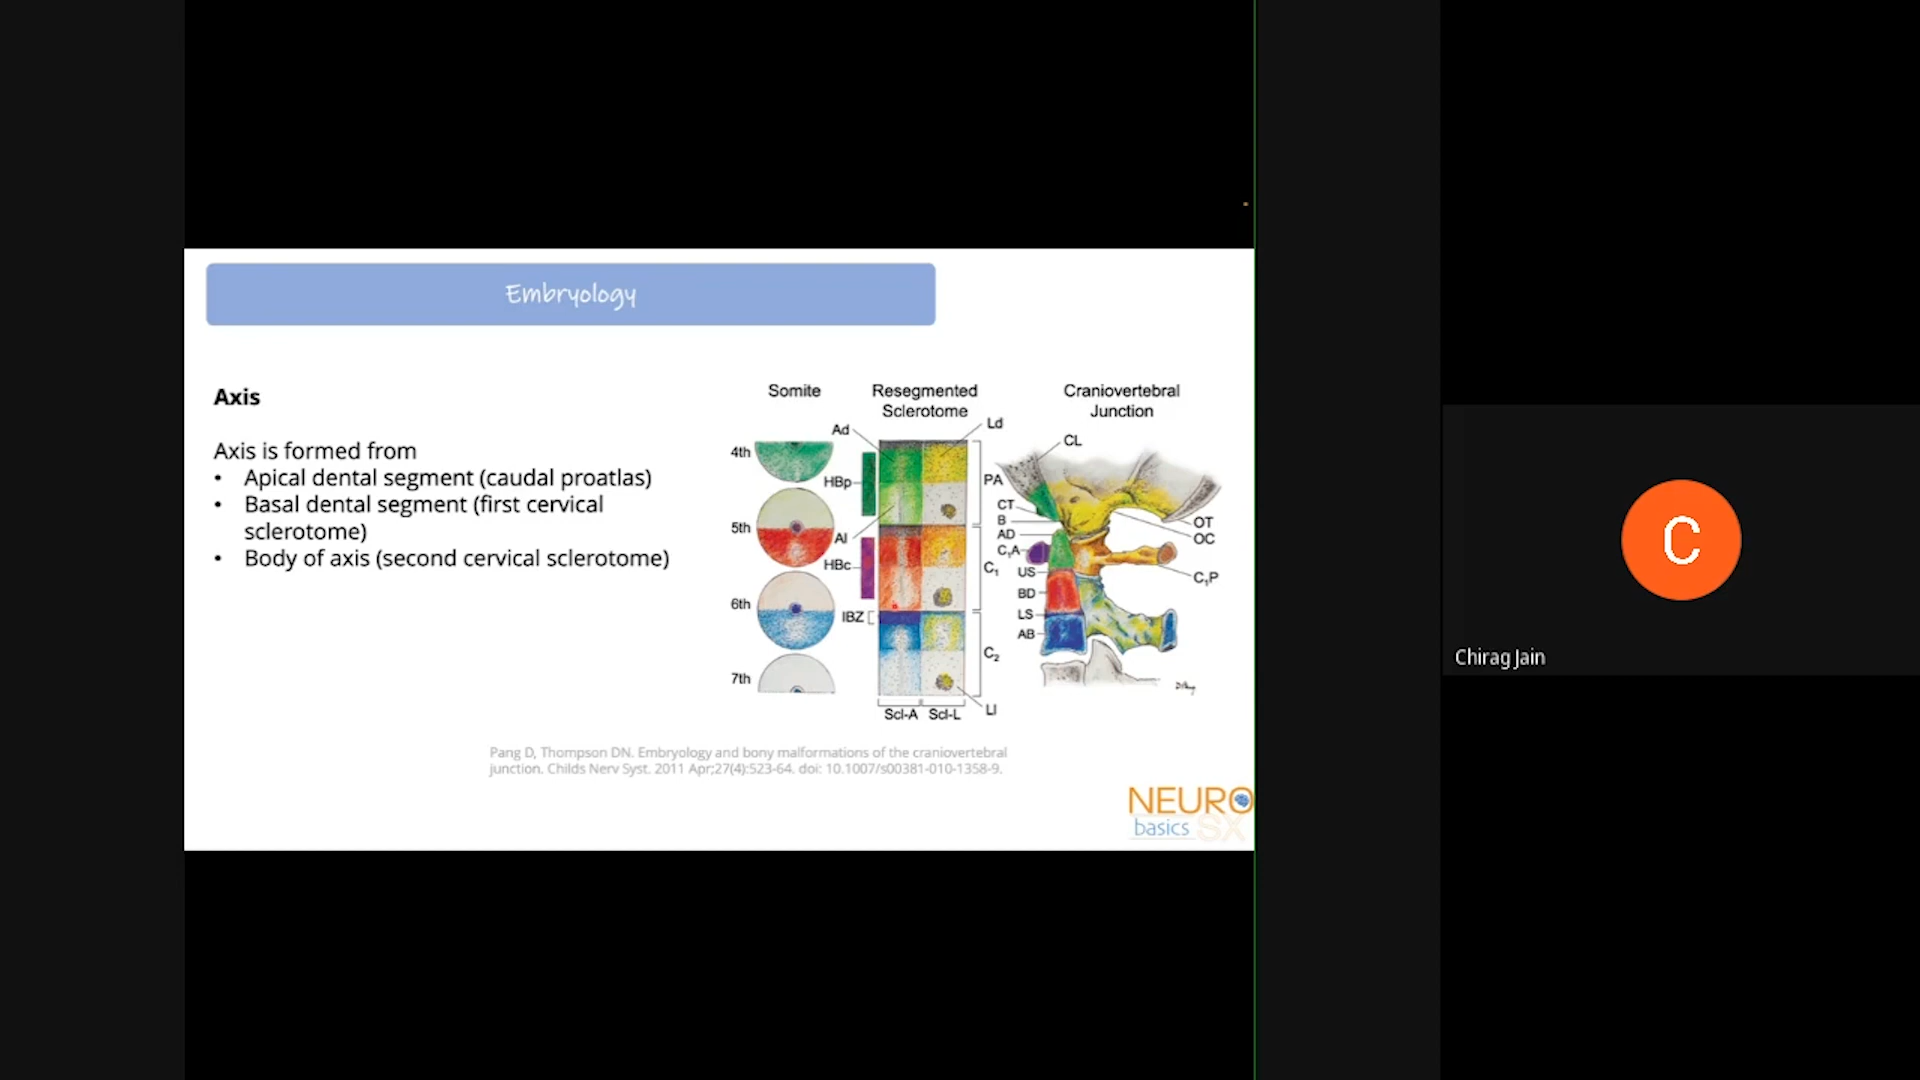 Embryology
Axis
Axis is formed from
• Apical dental segment (caudal proatlas)
• Basal dental segment (first cervical
sclerotome)
• Body of axis (second cervical sclerotome)
Somite
Resegmented
Sclerotome
Craniovertebral
Junction
4th
5th
6th
7th
Ad
Ld
HBp
AI
HBc
IBZ
PA
C₁
C₂
Scl-A
Scl-L
LI
CL
CT
B
AD
C₁A
US
BD
LS
AB
OT
OC
C₁P
Pang D, Thompson DN. Embryology and bony malformations of the craniovertebral
junction. Childs Nerv Syst. 2011 Apr;27(4):523-64. doi: 10.1007/s00381-010-1358-9.
NEURO
basics SX
C
Chirag Jain